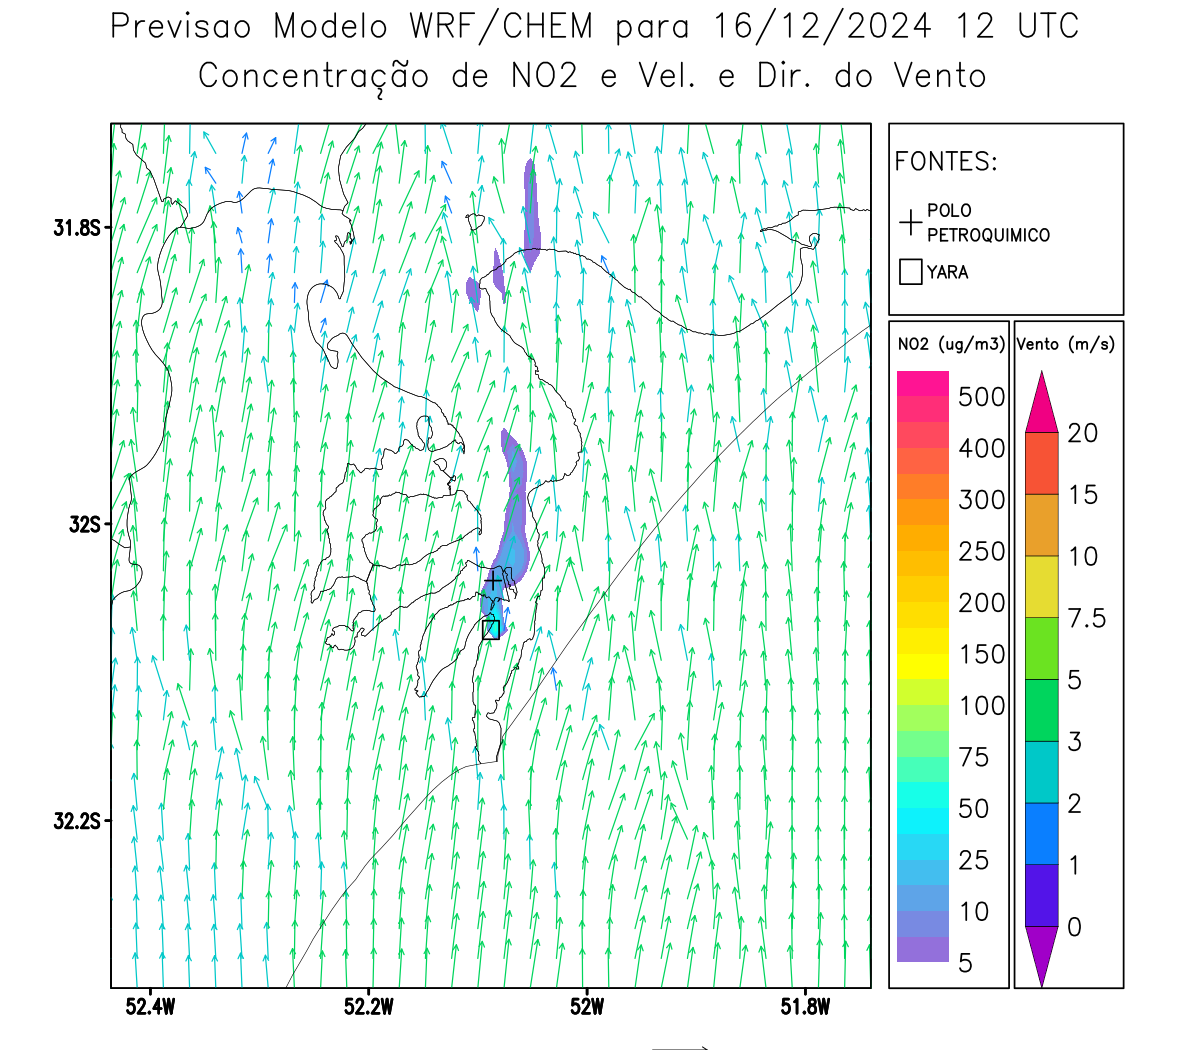 Previsao Modelo WRF/CHEM para 16/12/2024 12 UTC
Concentração de NO2 e Vel. e Dir. do Vento
FONTES:
POLO
PETROQUIMICO
YARA
NO2 (ug/m3)
500
400
300
250
200
150
100
75
50
25
10
5
Vento (m/s)
20
15
10
7.5
5
3
2
1
0
31.8S
32S
32.2S
52.4W
52.2W
52W
51.8W